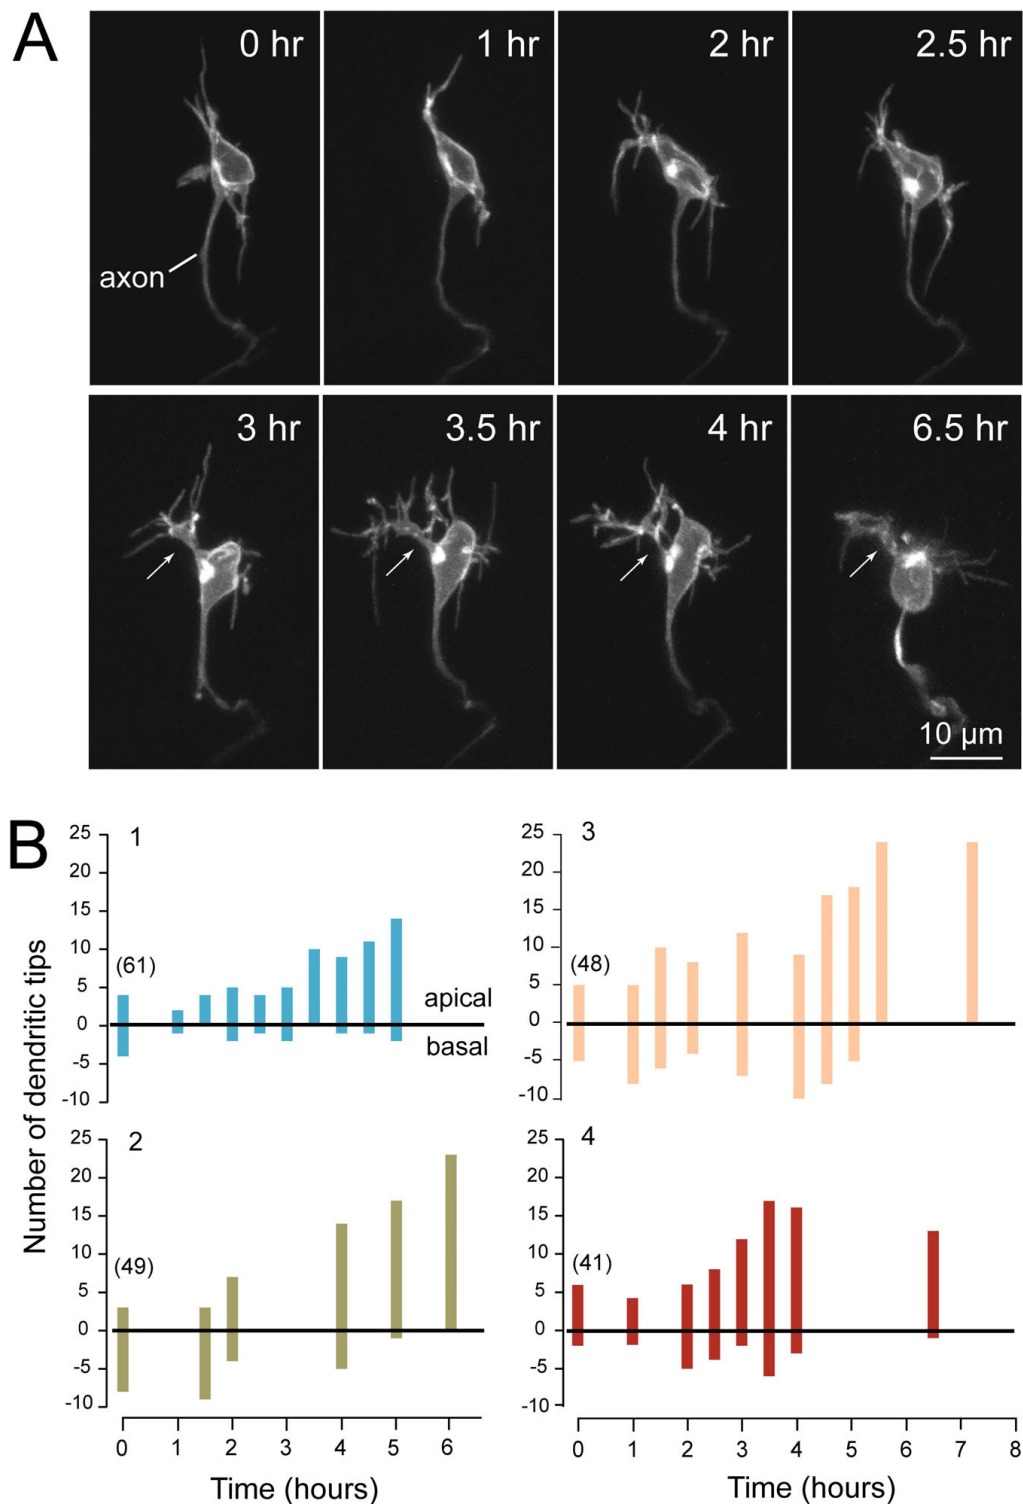 A
0 hr
1 hr
2 hr
2.5 hr
axon
3 hr
3.5 hr
4 hr
6.5 hr
10 µm
B
Number of dendritic tips
1
25
20
15
10
5
0
-5
-10
(61)
apical
basal
3
25
20
15
10
5
0
-5
-10
(48)
2
25
20
15
10
5
0
-5
-10
(49)
0 1 2 3 4 5 6
Time (hours)
4
25
20
15
10
5
0
-5
-10
(41)
0 1 2 3 4 5 6 7 8
Time (hours)